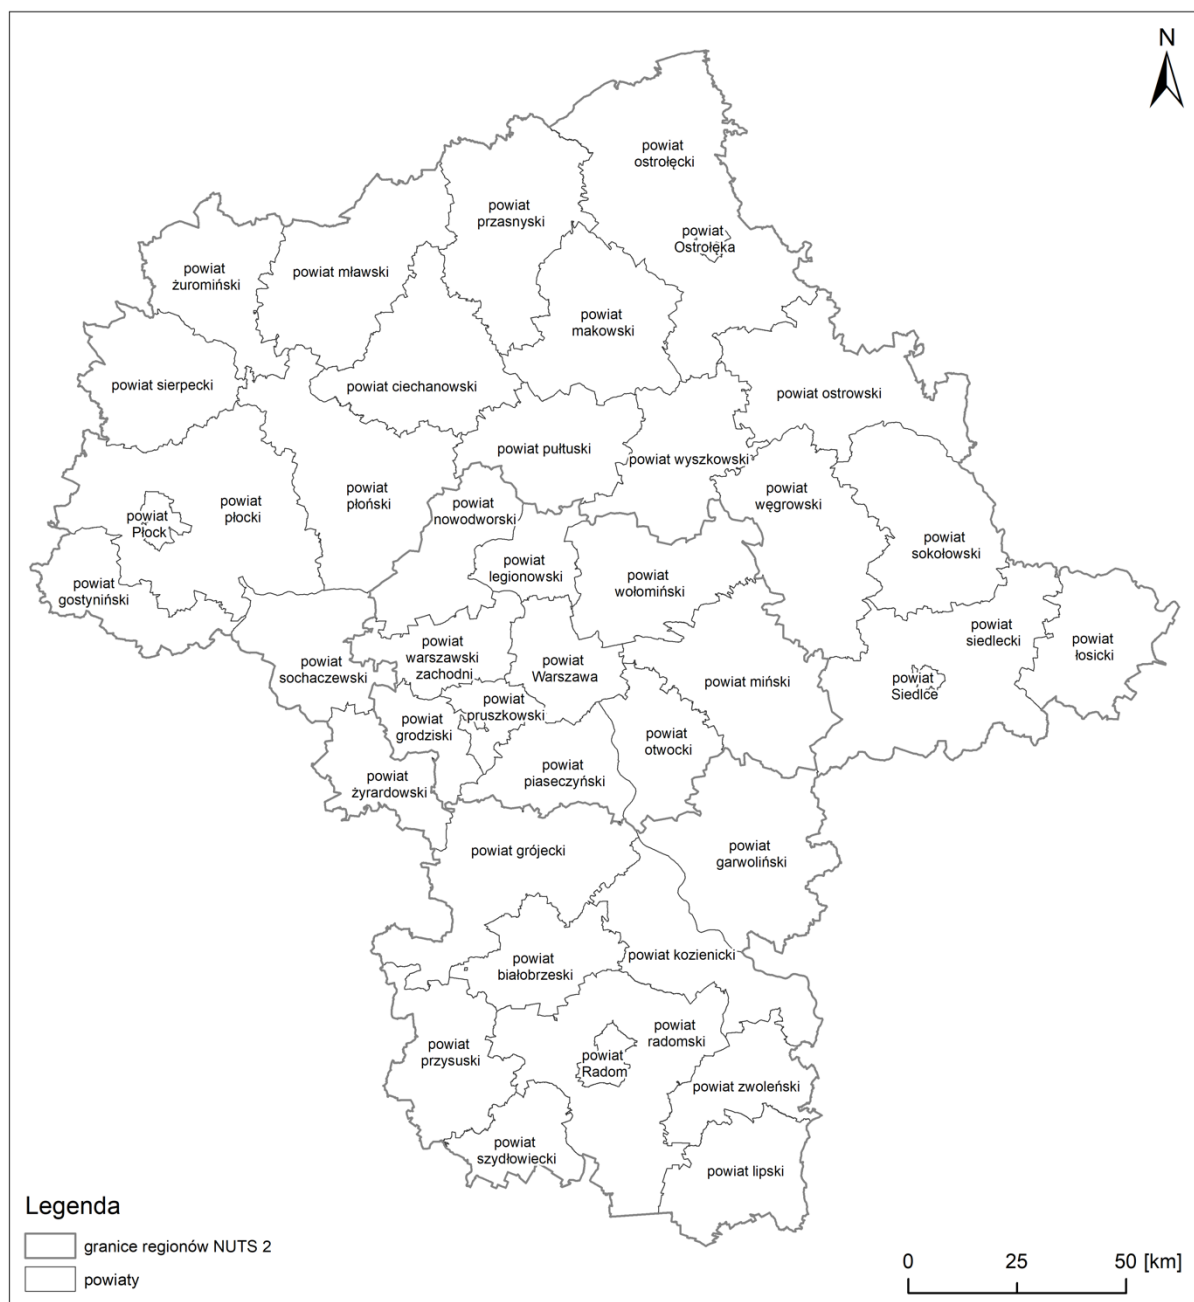 N
powiat
ostrołęcki
powiat
przasnyski
powiat
Ostrołęka
powiat
żuromiński
powiat mławski
powiat
makowski
powiat sierpecki
powiat ciechanowski
powiat ostrowski
powiat pułtuski
powiat wyszkowski
powiat
płocki
powiat
płoński
powiat
nowodworski
powiat
węgrowski
powiat
Płock
powiat
sokołowski
powiat
legionowski
powiat
wołomiński
powiat
gostyniński
powiat
siedlecki
powiat
łosicki
powiat
sochaczewski
powiat
warszawski
zachodni
powiat
Warszawa
powiat miński
powiat
Siedlce
powiat
pruszkowski
powiat
grodziski
powiat
otwocki
powiat
piaseczyński
powiat
żyrardowski
powiat grójecki
powiat
garwoliński
powiat
białobrzeski
powiat kozienicki
powiat
radomski
powiat
przysuski
powiat
Radom
powiat zwoleński
powiat
szydłowiecki
powiat lipski
Legenda
granice regionów NUTS 2
powiaty
0 25 50 [km]